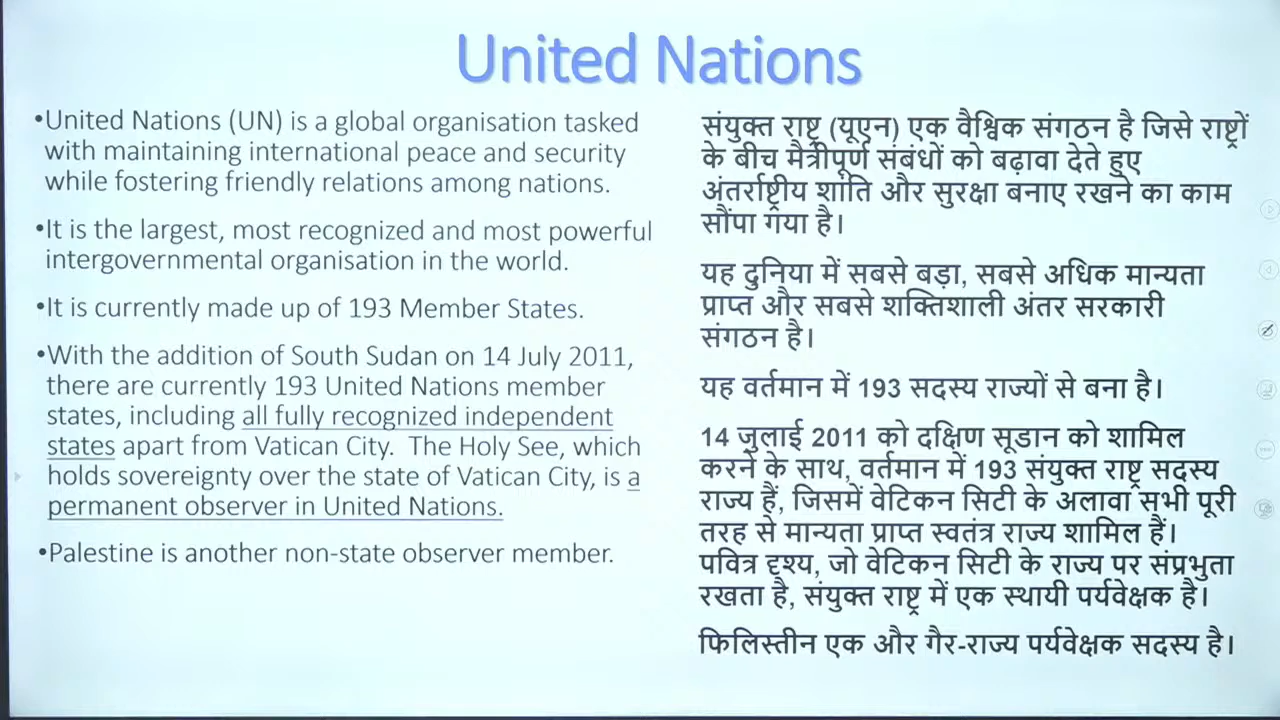 United Nations
•United Nations (UN) is a global organisation tasked
with maintaining international peace and security
while fostering friendly relations among nations.
•It is the largest, most recognized and most powerful
intergovernmental organisation in the world.
•It is currently made up of 193 Member States.
•With the addition of South Sudan on 14 July 2011,
there are currently 193 United Nations member
states, including all fully recognized independent
states apart from Vatican City. The Holy See, which
holds sovereignty over the state of Vatican City, is a
permanent observer in United Nations.
•Palestine is another non-state observer member.
संयुक्त राष्ट्र (यूएन) एक वैश्विक संगठन है जिसे राष्ट्रों
के बीच मैत्रीपूर्ण संबंधों को बढ़ावा देते हुए
अंतर्राष्ट्रीय शांति और सुरक्षा बनाए रखने का काम
सौंपा गया है।
यह दुनिया में सबसे बड़ा, सबसे अधिक मान्यता
प्राप्त और सबसे शक्तिशाली अंतर सरकारी
संगठन है।
यह वर्तमान में 193 सदस्य राज्यों से बना है।
14 जुलाई 2011 को दक्षिण सूडान को शामिल
करने के साथ, वर्तमान में 193 संयुक्त राष्ट्र सदस्य
राज्य हैं, जिसमें वेटिकन सिटी के अलावा सभी पूरी
तरह से मान्यता प्राप्त स्वतंत्र राज्य शामिल हैं।
पवित्र दृश्य, जो वेटिकन सिटी के राज्य पर संप्रभुता
रखता है, संयुक्त राष्ट्र में एक स्थायी पर्यवेक्षक है।
फिलिस्तीन एक और गैर-राज्य पर्यवेक्षक सदस्य है।